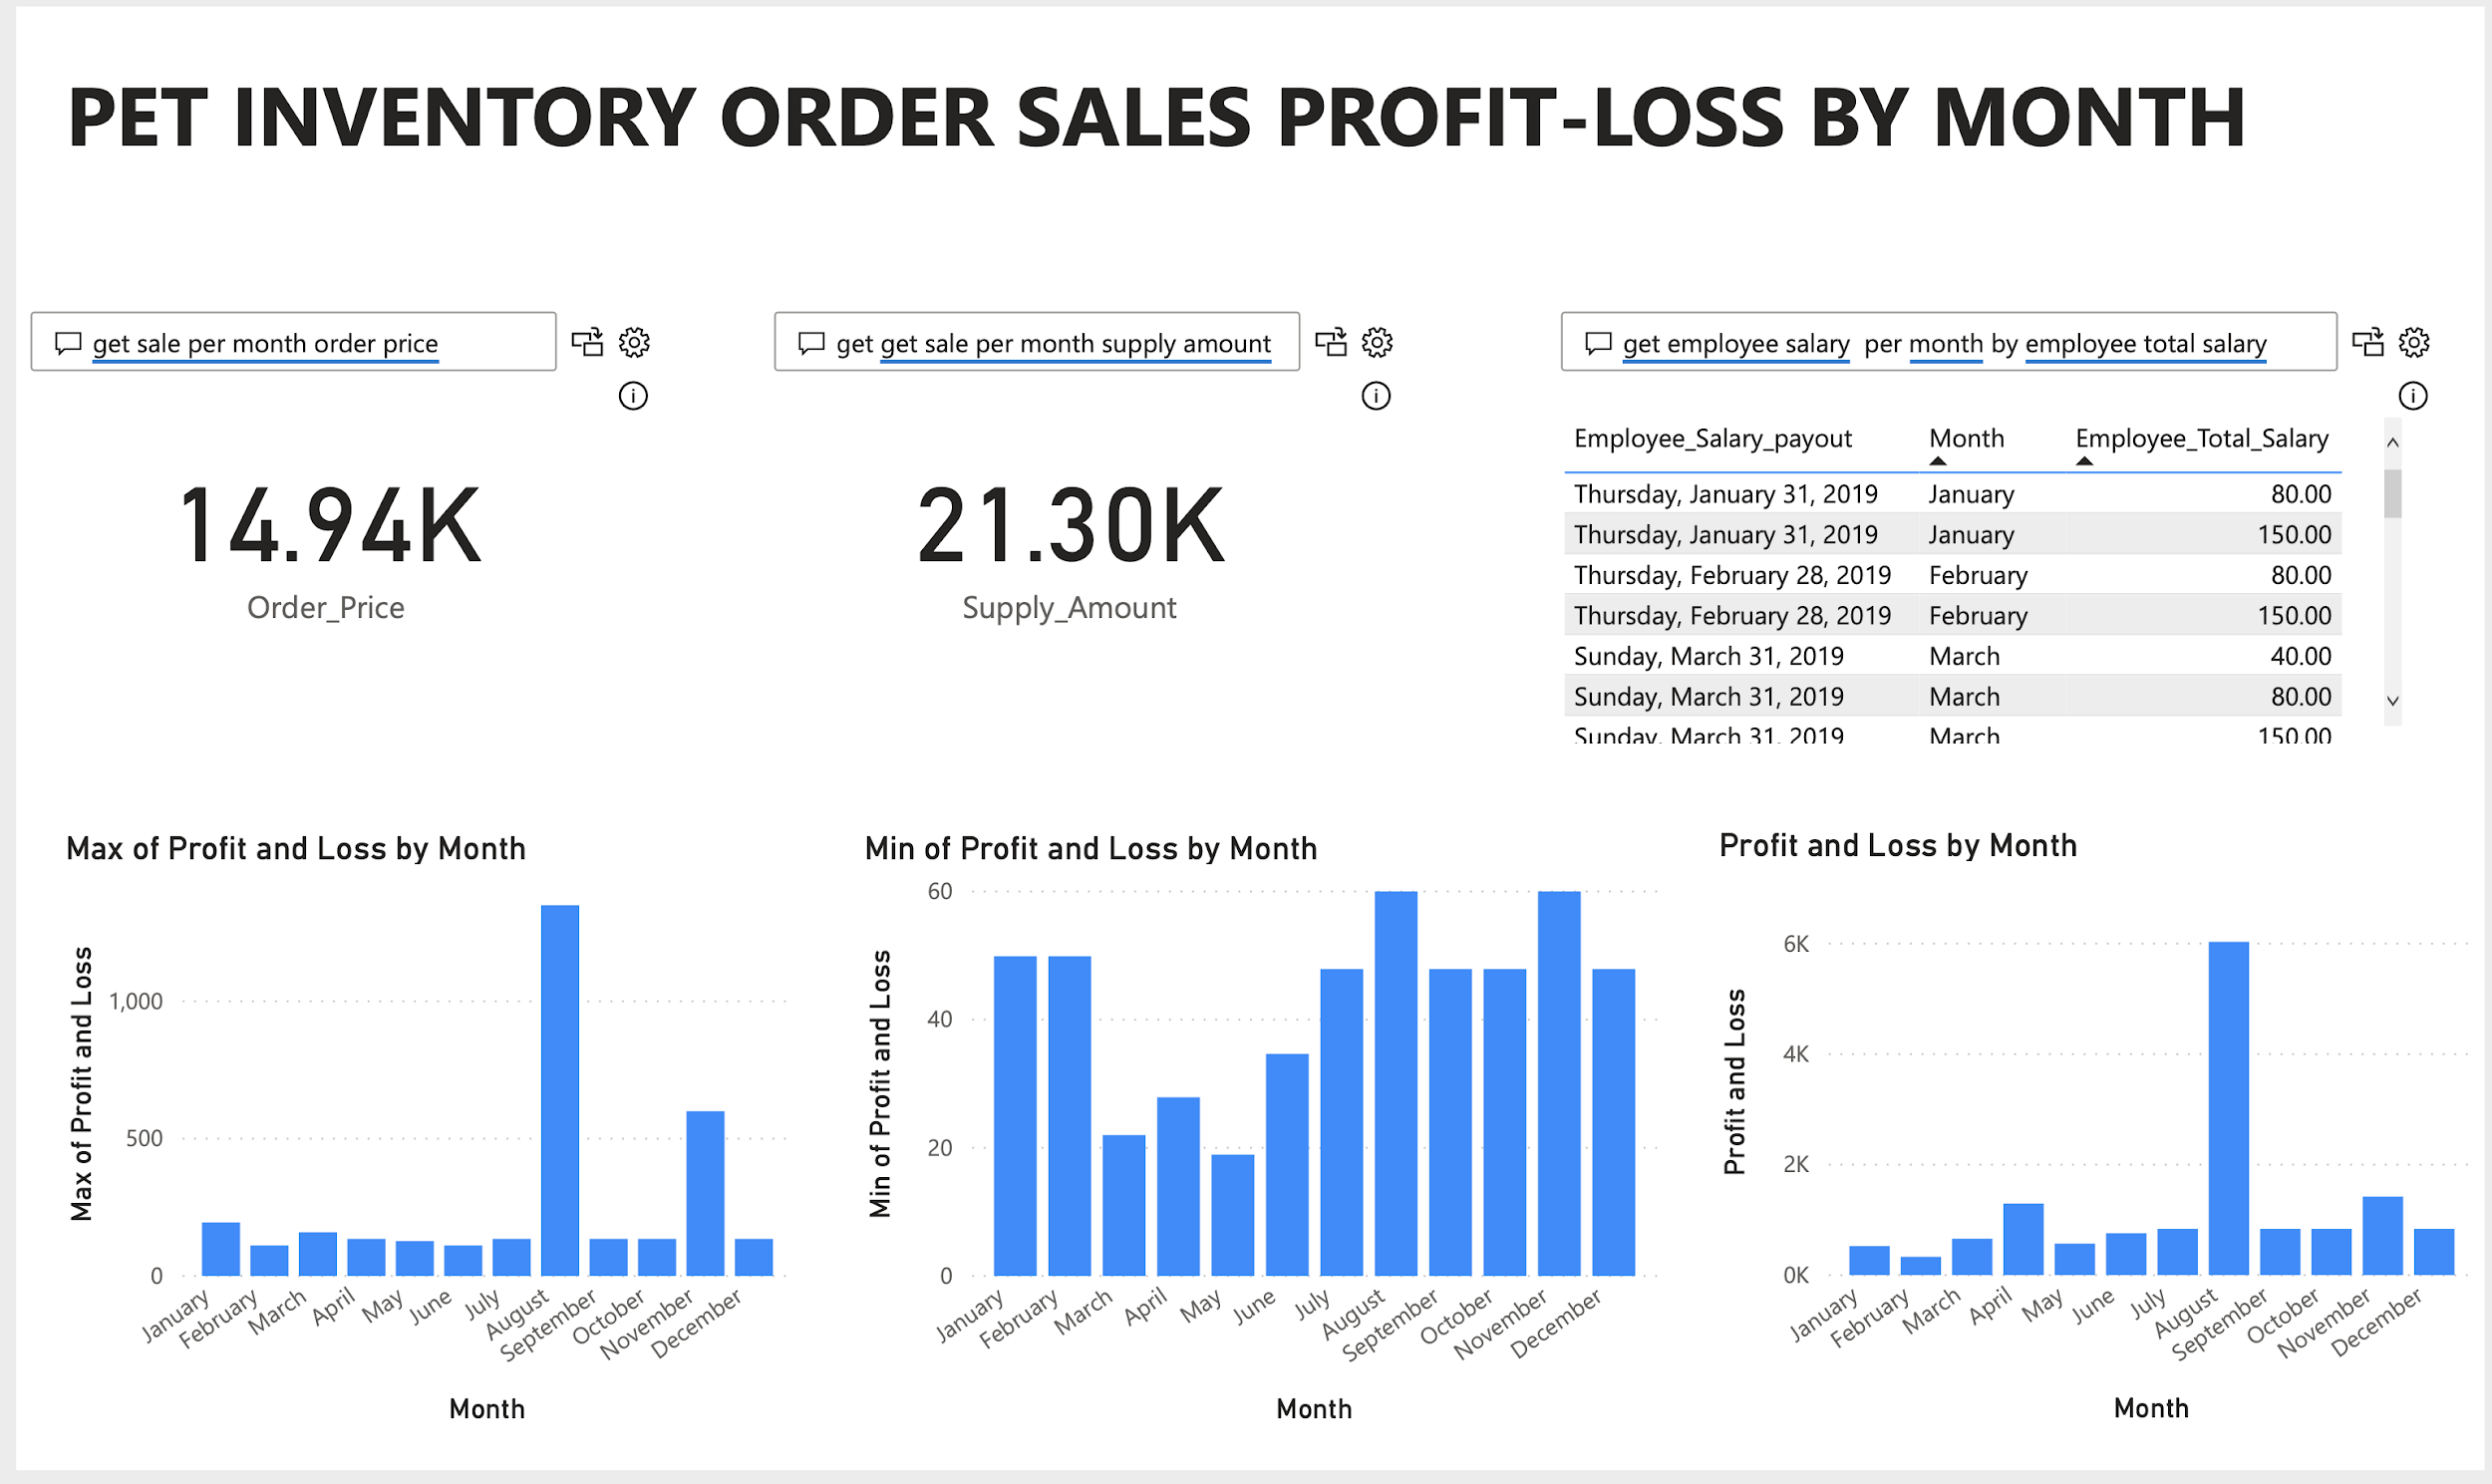 PET INVENTORY ORDER SALES PROFIT-LOSS BY MONTH
get sale per month order price
get get sale per month supply amount
get employee salary per month by employee total salary
14.94K
Order_Price
21.30K
Supply_Amount
Employee_Salary_payout Month Employee_Total_Salary
Thursday, January 31, 2019 January 80.00
Thursday, January 31, 2019 January 150.00
Thursday, February 28, 2019 February 80.00
Thursday, February 28, 2019 February 150.00
Sunday, March 31, 2019 March 40.00
Sunday, March 31, 2019 March 80.00
Sunday, March 31, 2019 March 150.00
Max of Profit and Loss by Month
Max of Profit and Loss
1,000
500
0
January
February
March
April
May
June
July
August
September
October
November
December
Month
Min of Profit and Loss by Month
Min of Profit and Loss
60
40
20
0
January
February
March
April
May
June
July
August
September
October
November
December
Month
Profit and Loss by Month
Profit and Loss
6K
4K
2K
0K
January
February
March
April
May
June
July
August
September
October
November
December
Month